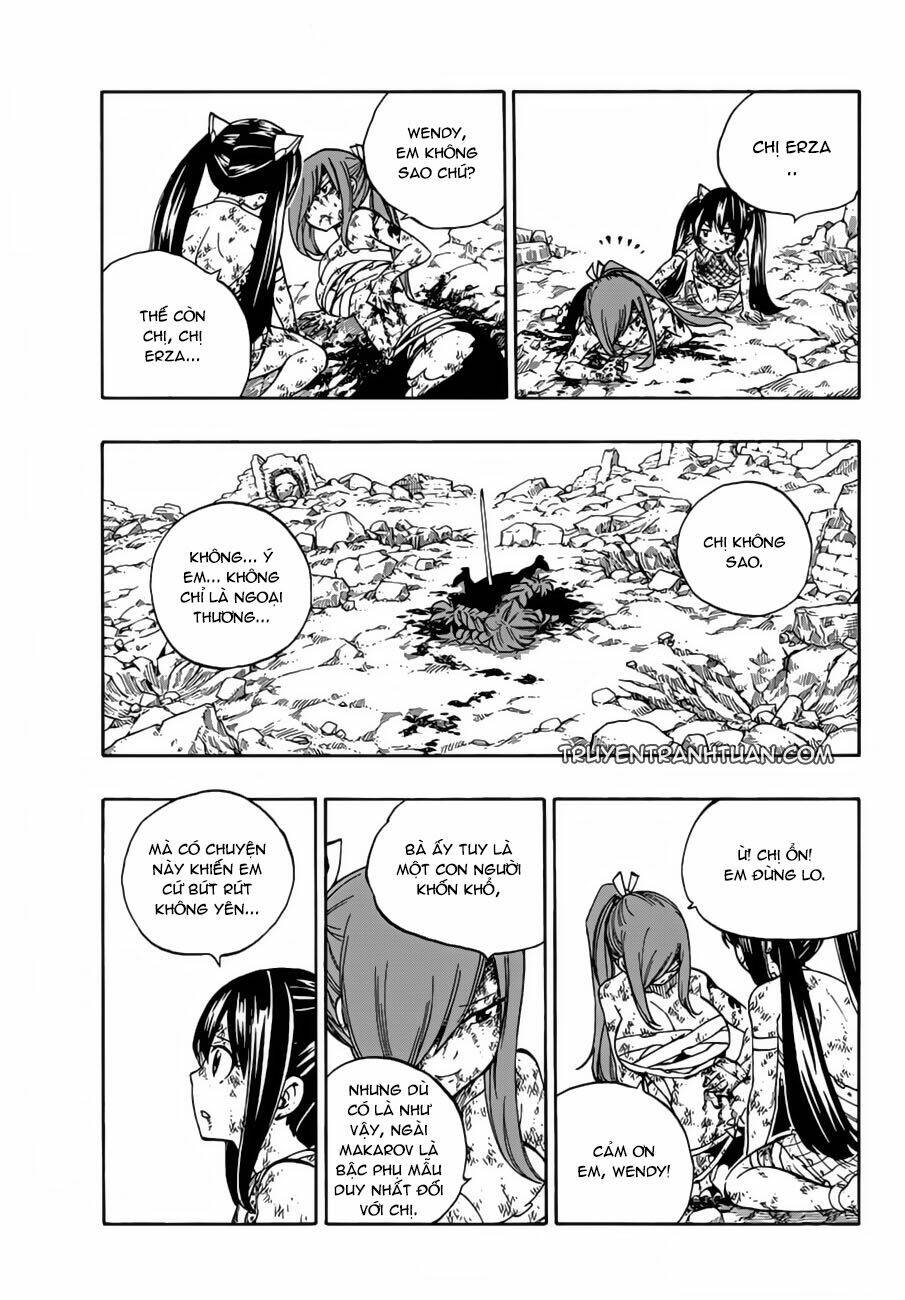 CHỊ ERZA
..
WENDY,
EM KHÔNG
SAO CHỨ?
THẾ CÒN
CHỊ, CHỊ
ERZA...
CHỊ KHÔNG
SAO.
KHÔNG... Ý
EM... KHÔNG
CHỈ LÀ NGOẠI
THƯƠNG...
TRUYENTRANHTUAN.COM
Ừ! CHỊ ỔN!
EM ĐỪNG LO.
CẢM ƠN
EM, WENDY!
BÀ ẤY TUY LÀ
MỘT CON NGƯỜI
KHỐN KHỔ,
NHƯNG DÙ
CÓ LÀ NHƯ
VẬY, NGÀI
MAKAROV LÀ
BẬC PHU MẪU
DUY NHẤT ĐỐI
VỚI CHỊ.
MÀ CÓ CHUYỆN
NÀY KHIẾN EM
CỨ BỨT RỨT
KHÔNG YÊN...